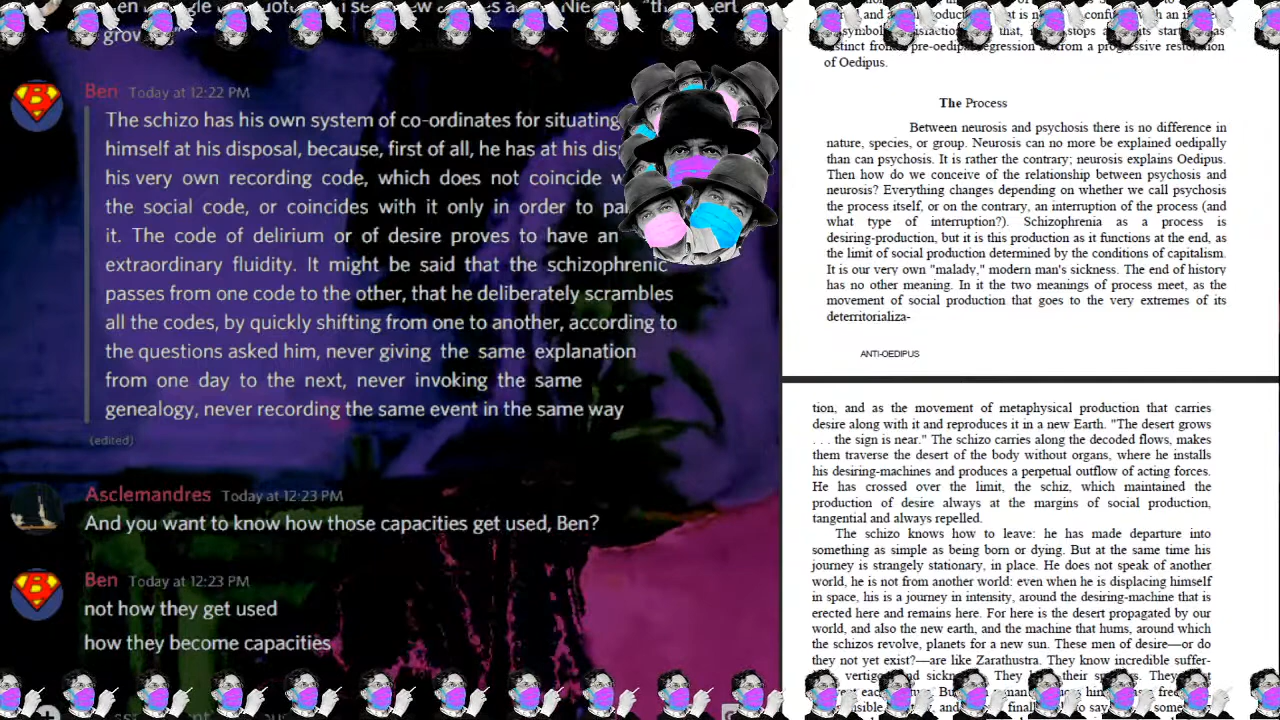 grov
Ben Today at 12:22 PM
The schizo has his own system of co-ordinates for situating
himself at his disposal, because, first of all, he has at his
his very own recording code, which does not coincide
the social code, or coincides with it only in order to
it. The code of delirium or of desire proves to have an
extraordinary fluidity. It might be said that the schizophrenic
passes from one code to the other, that he deliberately scrambles
all the codes, by quickly shifting from one to another, according to
the questions asked him, never giving the same explanation
from one day to the next, never invoking the same
genealogy, never recording the same event in the same way
(edited)
Asclemandres Today at 12:23 PM
And you want to know how those capacities get used, Ben?
Ben Today at 12:23 PM
not how they get used
how they become capacities
of Oedipus.
The Process
Between neurosis and psychosis there is no difference in
nature, species, or group. Neurosis can no more be explained oedipally
than can psychosis. It is rather the contrary; neurosis explains Oedipus.
Then how do we conceive of the relationship between psychosis and
neurosis? Everything changes depending on whether we call psychosis
the process itself, or on the contrary, an interruption of the process (and
what type of interruption?). Schizophrenia as a process is
desiring-production, but it is this production as it functions at the end, as
the limit of social production determined by the conditions of capitalism.
It is our very own "malady," modern man's sickness. The end of history
has no other meaning. In it the two meanings of process meet, as the
movement of social production that goes to the very extremes of its
deterritorializa-
ANTI-OEDIPUS
tion, and as the movement of metaphysical production that carries
desire along with it and reproduces it in a new Earth. "The desert grows
. . . the sign is near." The schizo carries along the decoded flows, makes
them traverse the desert of the body without organs, where he installs
his desiring-machines and produces a perpetual outflow of acting forces.
He has crossed over the limit, the schiz, which maintained the
production of desire always at the margins of social production,
tangential and always repelled.
The schizo knows how to leave: he has made departure into
something as simple as being born or dying. But at the same time his
journey is strangely stationary, in place. He does not speak of another
world, he is not from another world: even when he is displacing himself
in space, his is a journey in intensity, around the desiring-machine that is
erected here and remains here. For here is the desert propagated by our
world, and also the new earth, and the machine that hums, around which
the schizos revolve, planets for a new sun. These men of desire—or do
they not yet exist?—are like Zarathustra. They know incredible suffer-